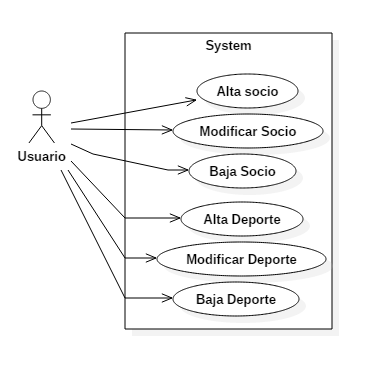 System
Alta socio
Modificar Socio
Usuario
Baja Socio
Alta Deporte
Modificar Deporte
Baja Deporte